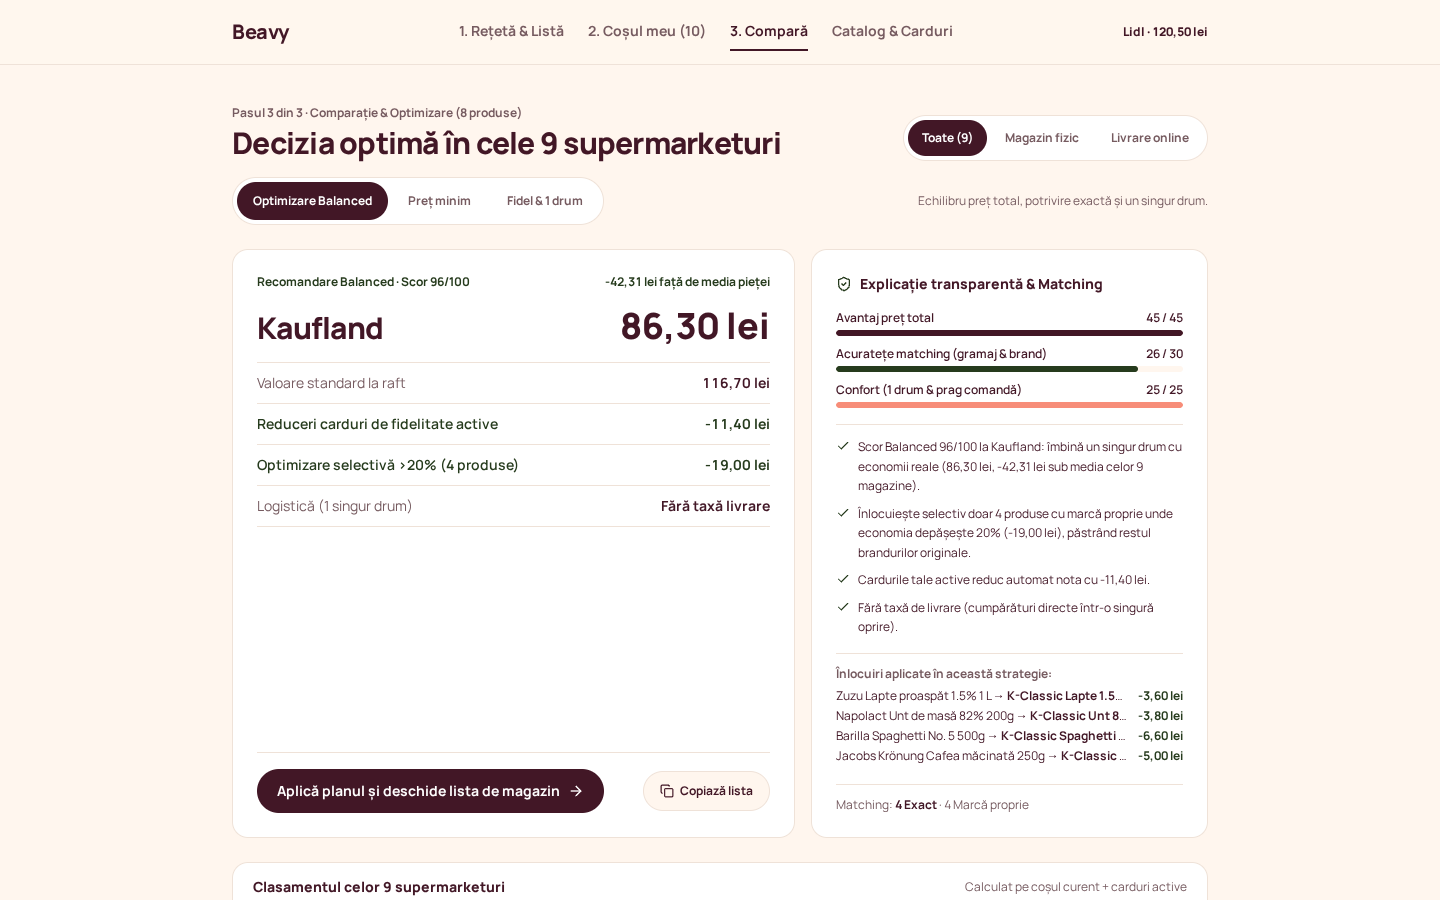 Beavy
1. Rețetă & Listă
2. Coșul meu (10)
3. Compară
Catalog & Carduri
Lidl · 120,50 lei
Pasul 3 din 3 · Comparație & Optimizare (8 produse)
Decizia optimă în cele 9 supermarketuri
Toate (9)
Magazin fizic
Livrare online
Optimizare Balanced
Preț minim
Fidel & 1 drum
Echilibru preț total, potrivire exactă și un singur drum.
Recomandare Balanced · Scor 96/100
-42,31 lei față de media pieței
Kaufland
86,30 lei
Valoare standard la raft
116,70 lei
Reduceri carduri de fidelitate active
-11,40 lei
Optimizare selectivă >20% (4 produse)
-19,00 lei
Logistică (1 singur drum)
Fără taxă livrare
Aplică planul și deschide lista de magazin →
Copiază lista
Explicație transparentă & Matching
Avantaj preț total
45 / 45
Acuratețe matching (gramaj & brand)
26 / 30
Confort (1 drum & prag comandă)
25 / 25
Scor Balanced 96/100 la Kaufland: îmbină un singur drum cu
economii reale (86,30 lei, -42,31 lei sub media celor 9
magazine).
Înlocuiește selectiv doar 4 produse cu marcă proprie unde
economia depășește 20% (-19,00 lei), păstrând restul
brandurilor originale.
Cardurile tale active reduc automat nota cu -11,40 lei.
Fără taxă de livrare (cumpărături directe într-o singură
oprire).
Înlocuiri aplicate în această strategie:
Zuzu Lapte proaspăt 1.5% 1 L → K-Classic Lapte 1.5…
-3,60 lei
Napolact Unt de masă 82% 200g → K-Classic Unt 8…
-3,80 lei
Barilla Spaghetti No. 5 500g → K-Classic Spaghetti …
-6,60 lei
Jacobs Krönung Cafea măcinată 250g → K-Classic …
-5,00 lei
Matching: 4 Exact · 4 Marcă proprie
Clasamentul celor 9 supermarketuri
Calculat pe coșul curent + carduri active